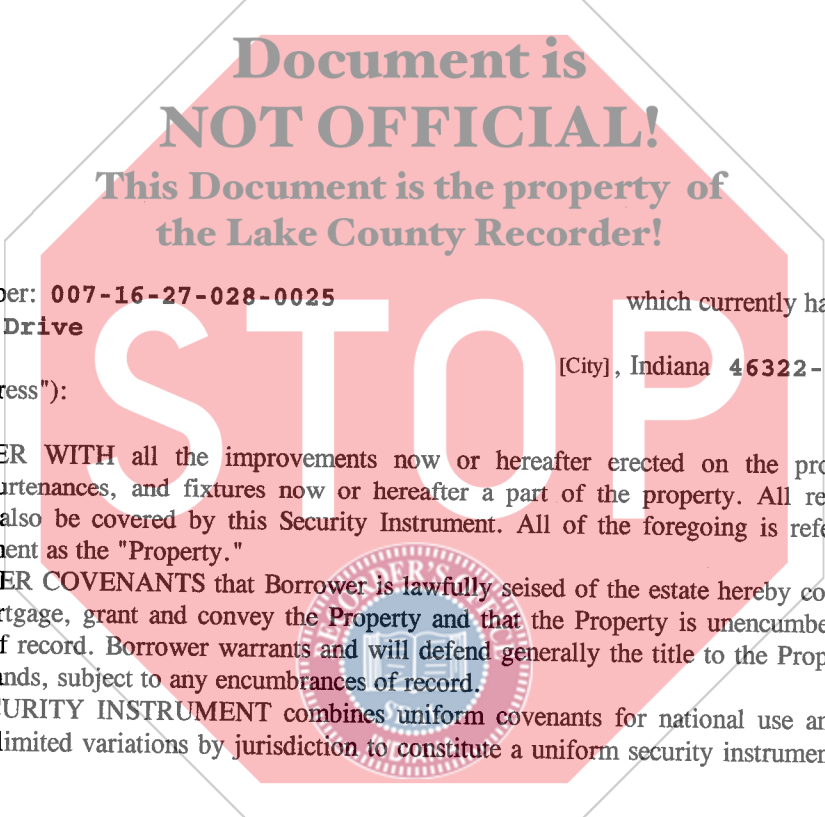 Document is
NOT OFFICIAL!
This Document is the property of
the Lake County Recorder!
STOP
ber: 007-16-27-028-0025 which currently ha
Drive
[City], Indiana 46322-
ress"):
ER WITH all the improvements now or hereafter erected on the pro
urtenances, and fixtures now or hereafter a part of the property. All re
also be covered by this Security Instrument. All of the foregoing is refe
ent as the "Property."
ER COVENANTS that Borrower is lawfully seised of the estate hereby co
rtgage, grant and convey the Property and that the Property is unencumbe
f record. Borrower warrants and will defend generally the title to the Prop
ands, subject to any encumbrances of record.
CURITY INSTRUMENT combines uniform covenants for national use an
limited variations by jurisdiction to constitute a uniform security instrumen
RECORDER'S OFFICE
SEAL
INDIANA